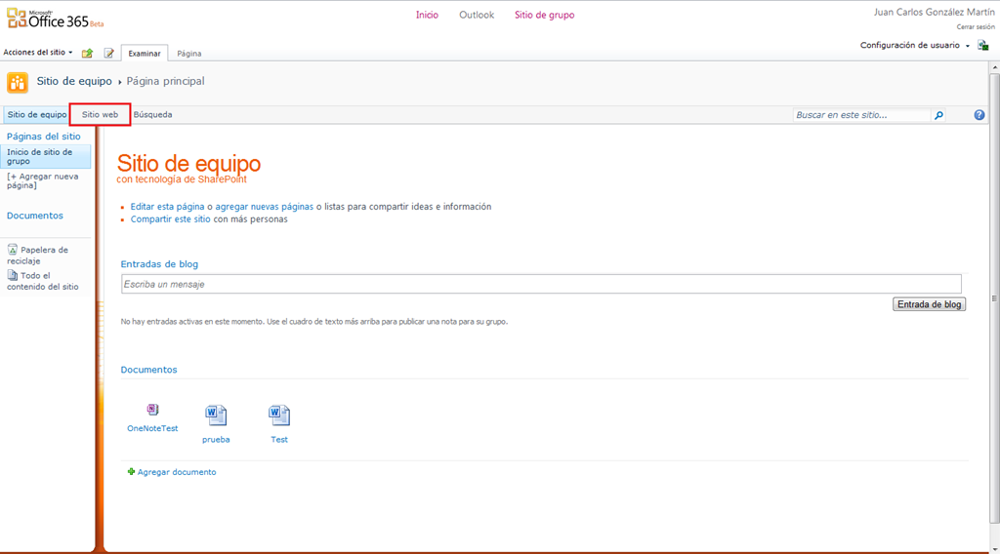 Microsoft
Office 365 Beta
Inicio Outlook Sitio de grupo
Juan Carlos González Martín
Cerrar sesión
Acciones del sitio Examinar Página
Configuración de usuario
Sitio de equipo Página principal
Sitio de equipo Sitio web Búsqueda
Buscar en este sitio...
Páginas del sitio
Inicio de sitio de
grupo
[+ Agregar nueva
página]
Documentos
Papelera de
reciclaje
Todo el
contenido del sitio
Sitio de equipo
con tecnología de SharePoint
Editar esta página o agregar nuevas páginas o listas para compartir ideas e información
Compartir este sitio con más personas
Entradas de blog
Escriba un mensaje
Entrada de blog
No hay entradas activas en este momento. Use el cuadro de texto más arriba para publicar una nota para su grupo.
Documentos
OneNoteTest
prueba
Test
Agregar documento